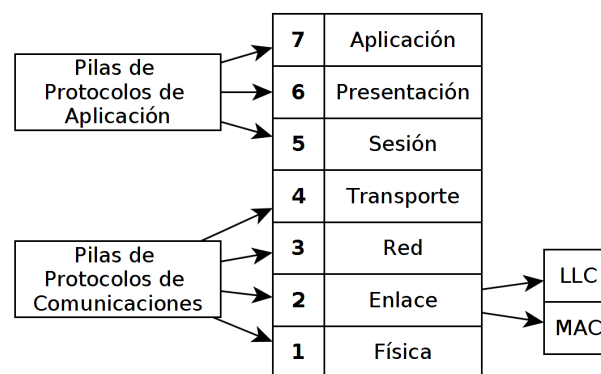 7 Aplicación
Pilas de
Protocolos de
Aplicación
6 Presentación
5 Sesión
4 Transporte
3 Red
Pilas de
Protocolos de
Comunicaciones
2 Enlace
LLC
MAC
1 Física